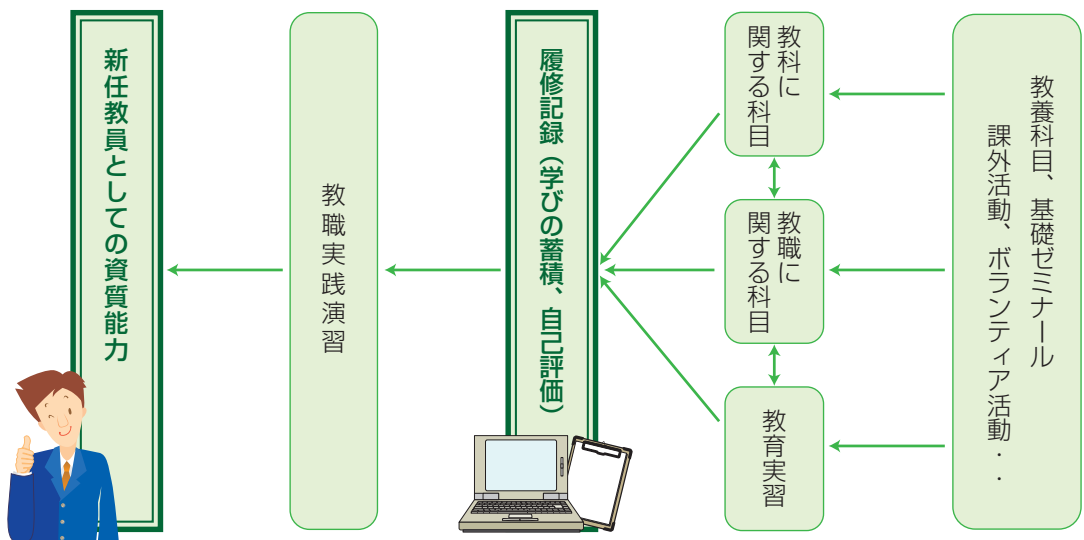 教養科目、基礎ゼミナール
課外活動、ボランティア活動・・
教科に
関する科目
教職に
関する科目
教育実習
履修記録（学びの蓄積、自己評価）
教職実践演習
新任教員としての資質能力